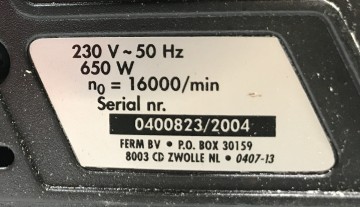 230 V ~ 50 Hz
650 W
n₀ = 16000/min
Serial nr.
0400823/2004
FERM BV • P.O. BOX 30159
8003 CD ZWOLLE NL • 0407-13